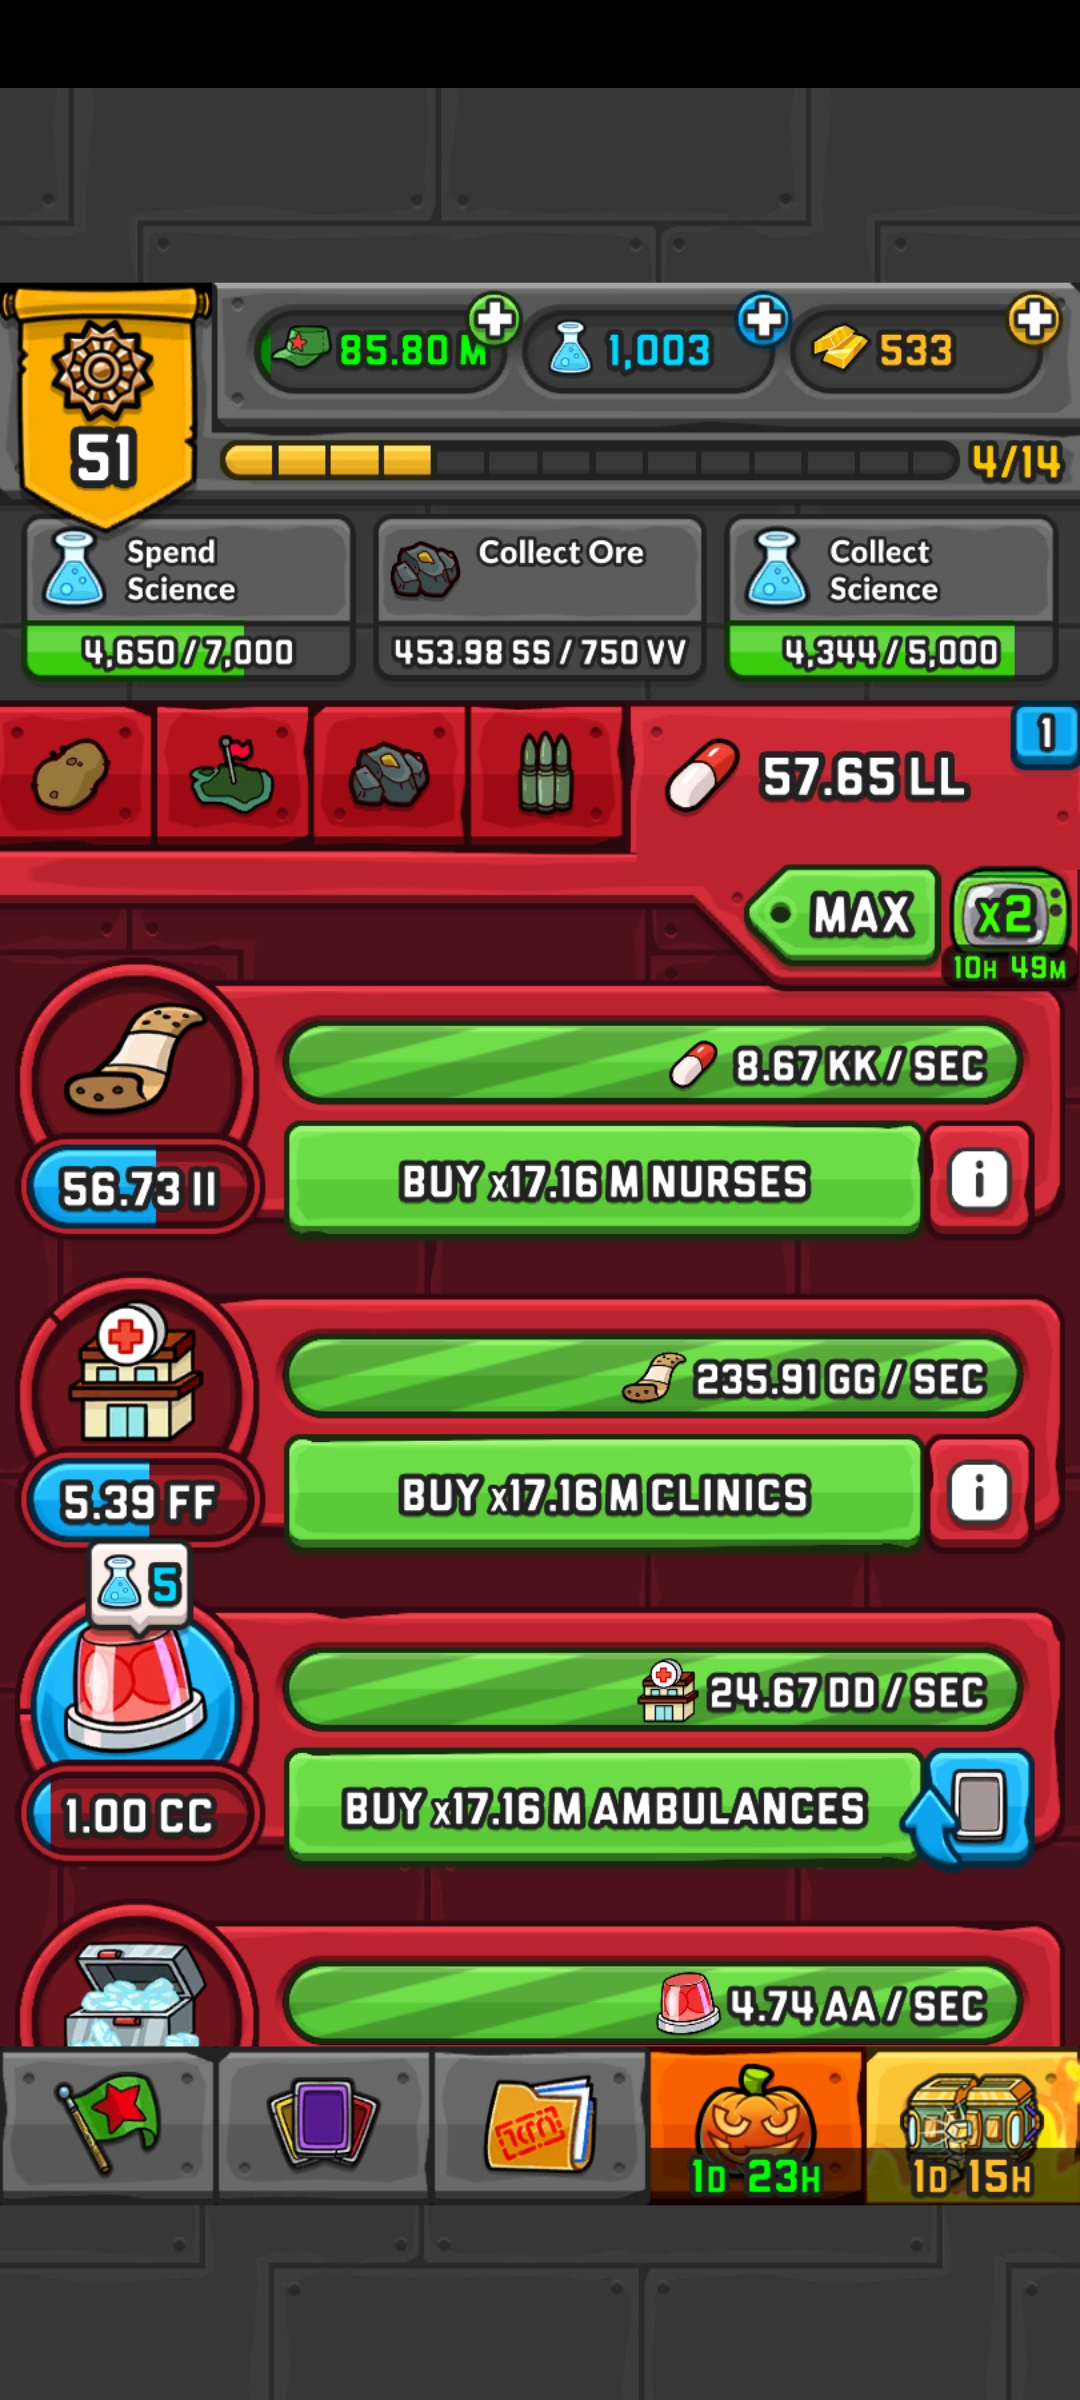 51
85.80 M
1,003
533
4/14
Spend
Science
4,650 / 7,000
Collect Ore
453.98 SS / 750 VV
Collect
Science
4,344 / 5,000
57.65 LL
1
MAX
x2
10H 49M
8.67 KK / SEC
56.73 II
BUY x17.16 M NURSES
i
235.91 GG / SEC
5.39 FF
BUY x17.16 M CLINICS
i
5
24.67 DD / SEC
1.00 CC
BUY x17.16 M AMBULANCES
4.74 AA / SEC
1D 23H
1D 15H